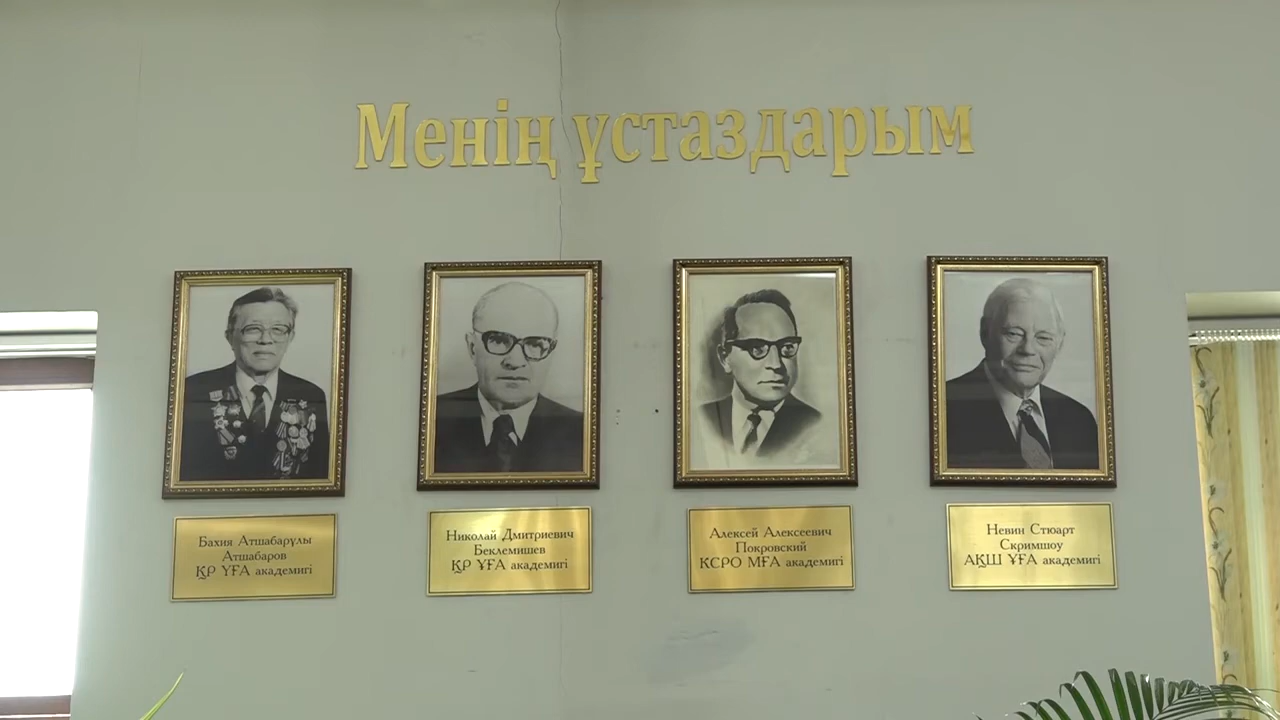 Менің ұстаздарым
Бахия Атшабарұлы
Атшабаров
ҚР ҰҒА академигі
Николай Дмитриевич
Беклемишев
ҚР ҰҒА академигі
Алексей Алексеевич
Покровский
КСРО МҒА академигі
Невин Стюарт
Скримшоу
АҚШ ҰҒА академигі